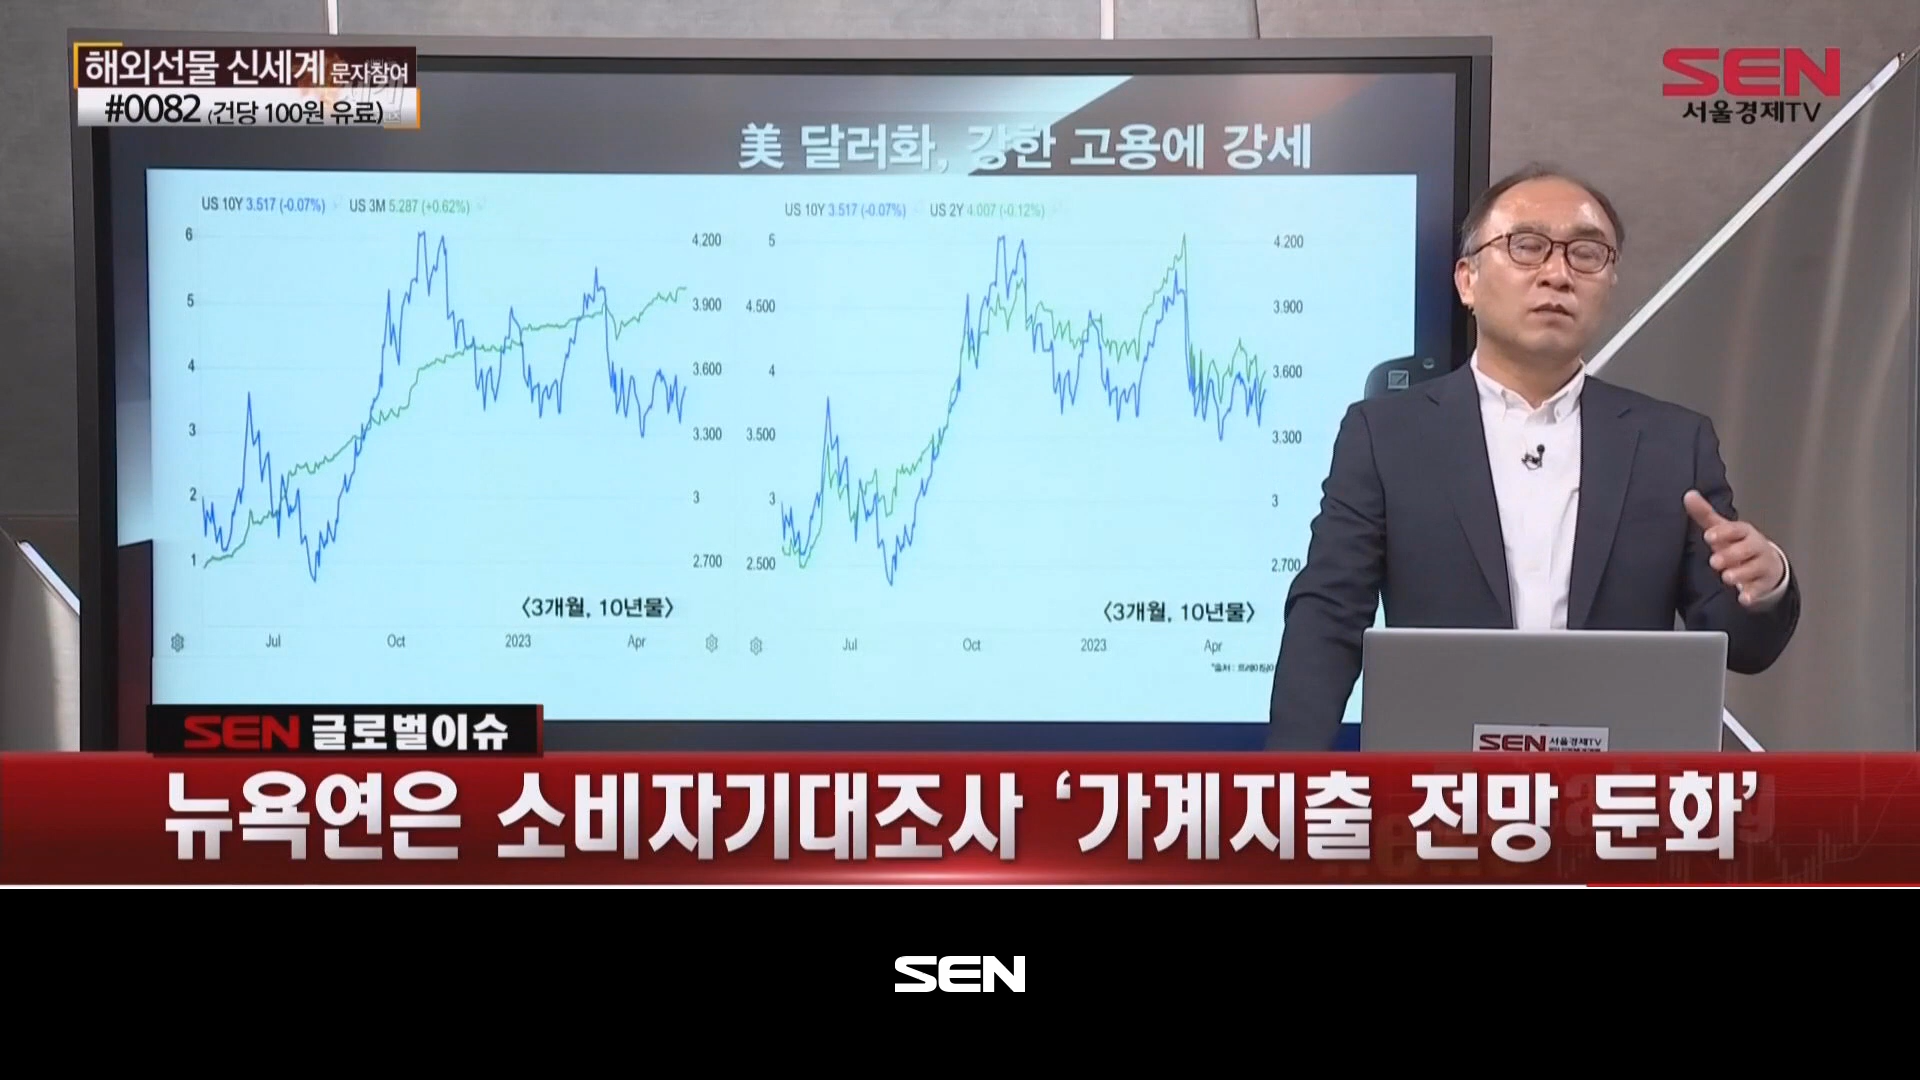 해외선물 신세계 문자참여
#0082 (건당 100원 유료)
SEN
서울경제TV
美 달러화, 강한 고용에 강세
US 10Y 3.517 (-0.07%) US 3M 5.287 (+0.62%)
6
5
4
3
2
1
4.200
3.900
3.600
3.300
3
2.700
<3개월, 10년물>
Jul Oct 2023 Apr
US 10Y 3.517 (-0.07%) US 2Y 4.007 (-0.12%)
5
4.500
4
3.500
3
2.500
4.200
3.900
3.600
3.300
3
2.700
<3개월, 10년물>
Jul Oct 2023 Apr
SEN 서울경제TV
SEN 글로벌이슈
뉴욕연은 소비자기대조사 ‘가계지출 전망 둔화’
SEN